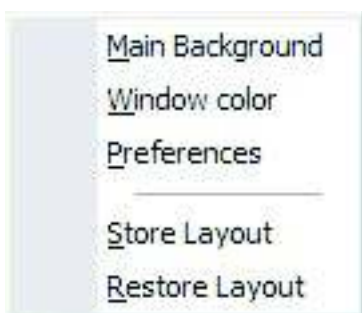 Main Background
Window color
Preferences
Store Layout
Restore Layout